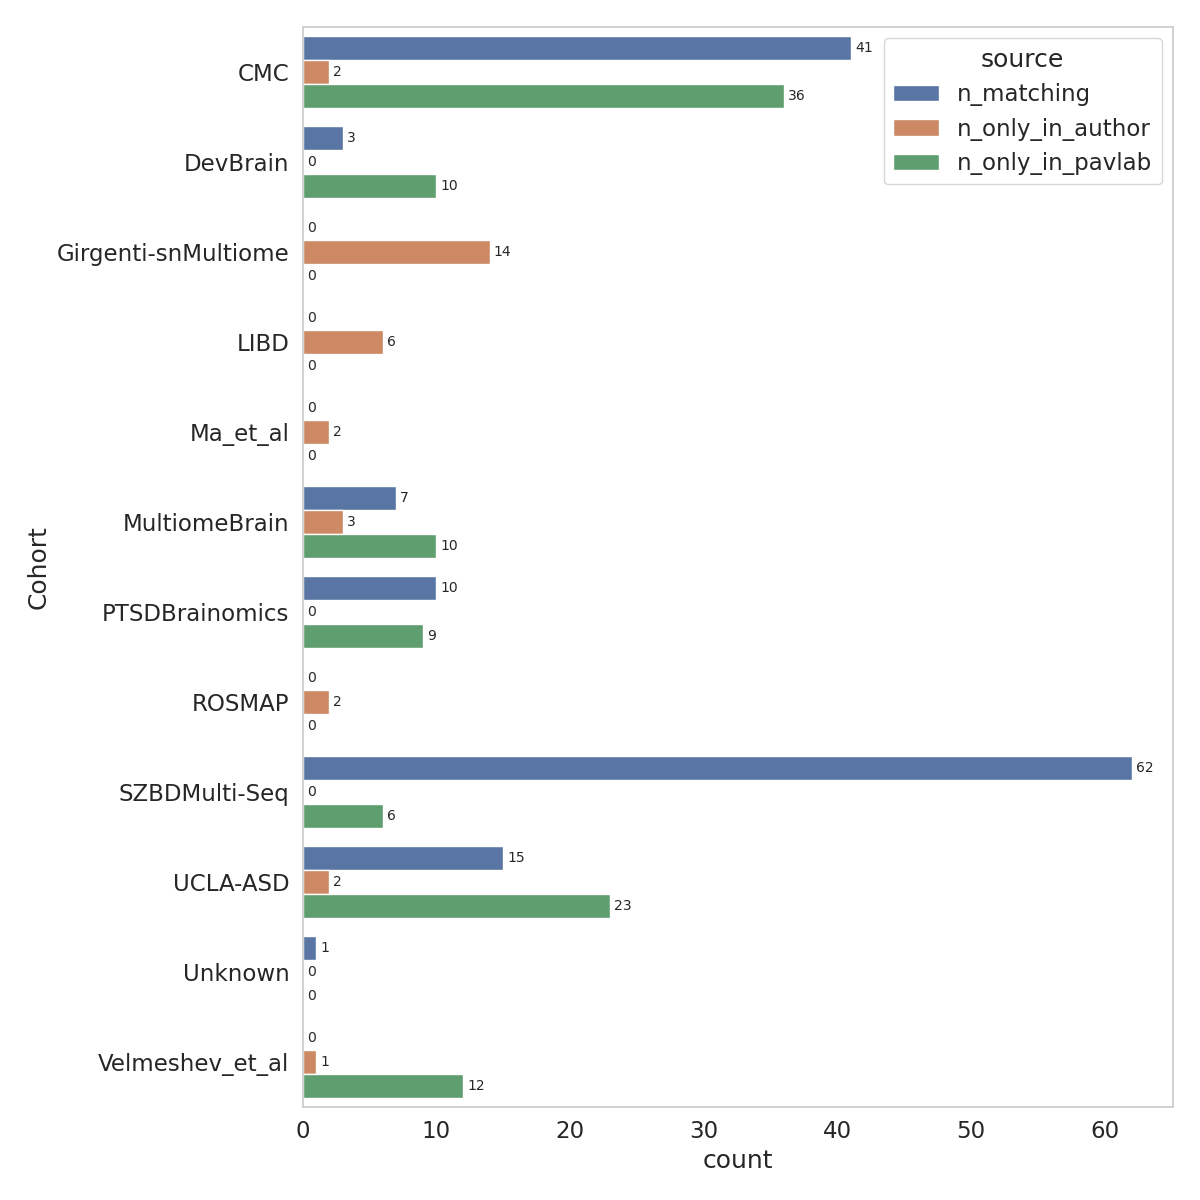 source
n_matching
n_only_in_author
n_only_in_pavlab
Cohort
CMC
41
2
36
DevBrain
3
0
10
Girgenti-snMultiome
0
14
0
LIBD
0
6
0
Ma_et_al
0
2
0
MultiomeBrain
7
3
10
PTSDBrainomics
10
0
9
ROSMAP
0
2
0
SZBDMulti-Seq
62
0
6
UCLA-ASD
15
2
23
Unknown
1
0
0
Velmeshev_et_al
0
1
12
0 10 20 30 40 50 60
count